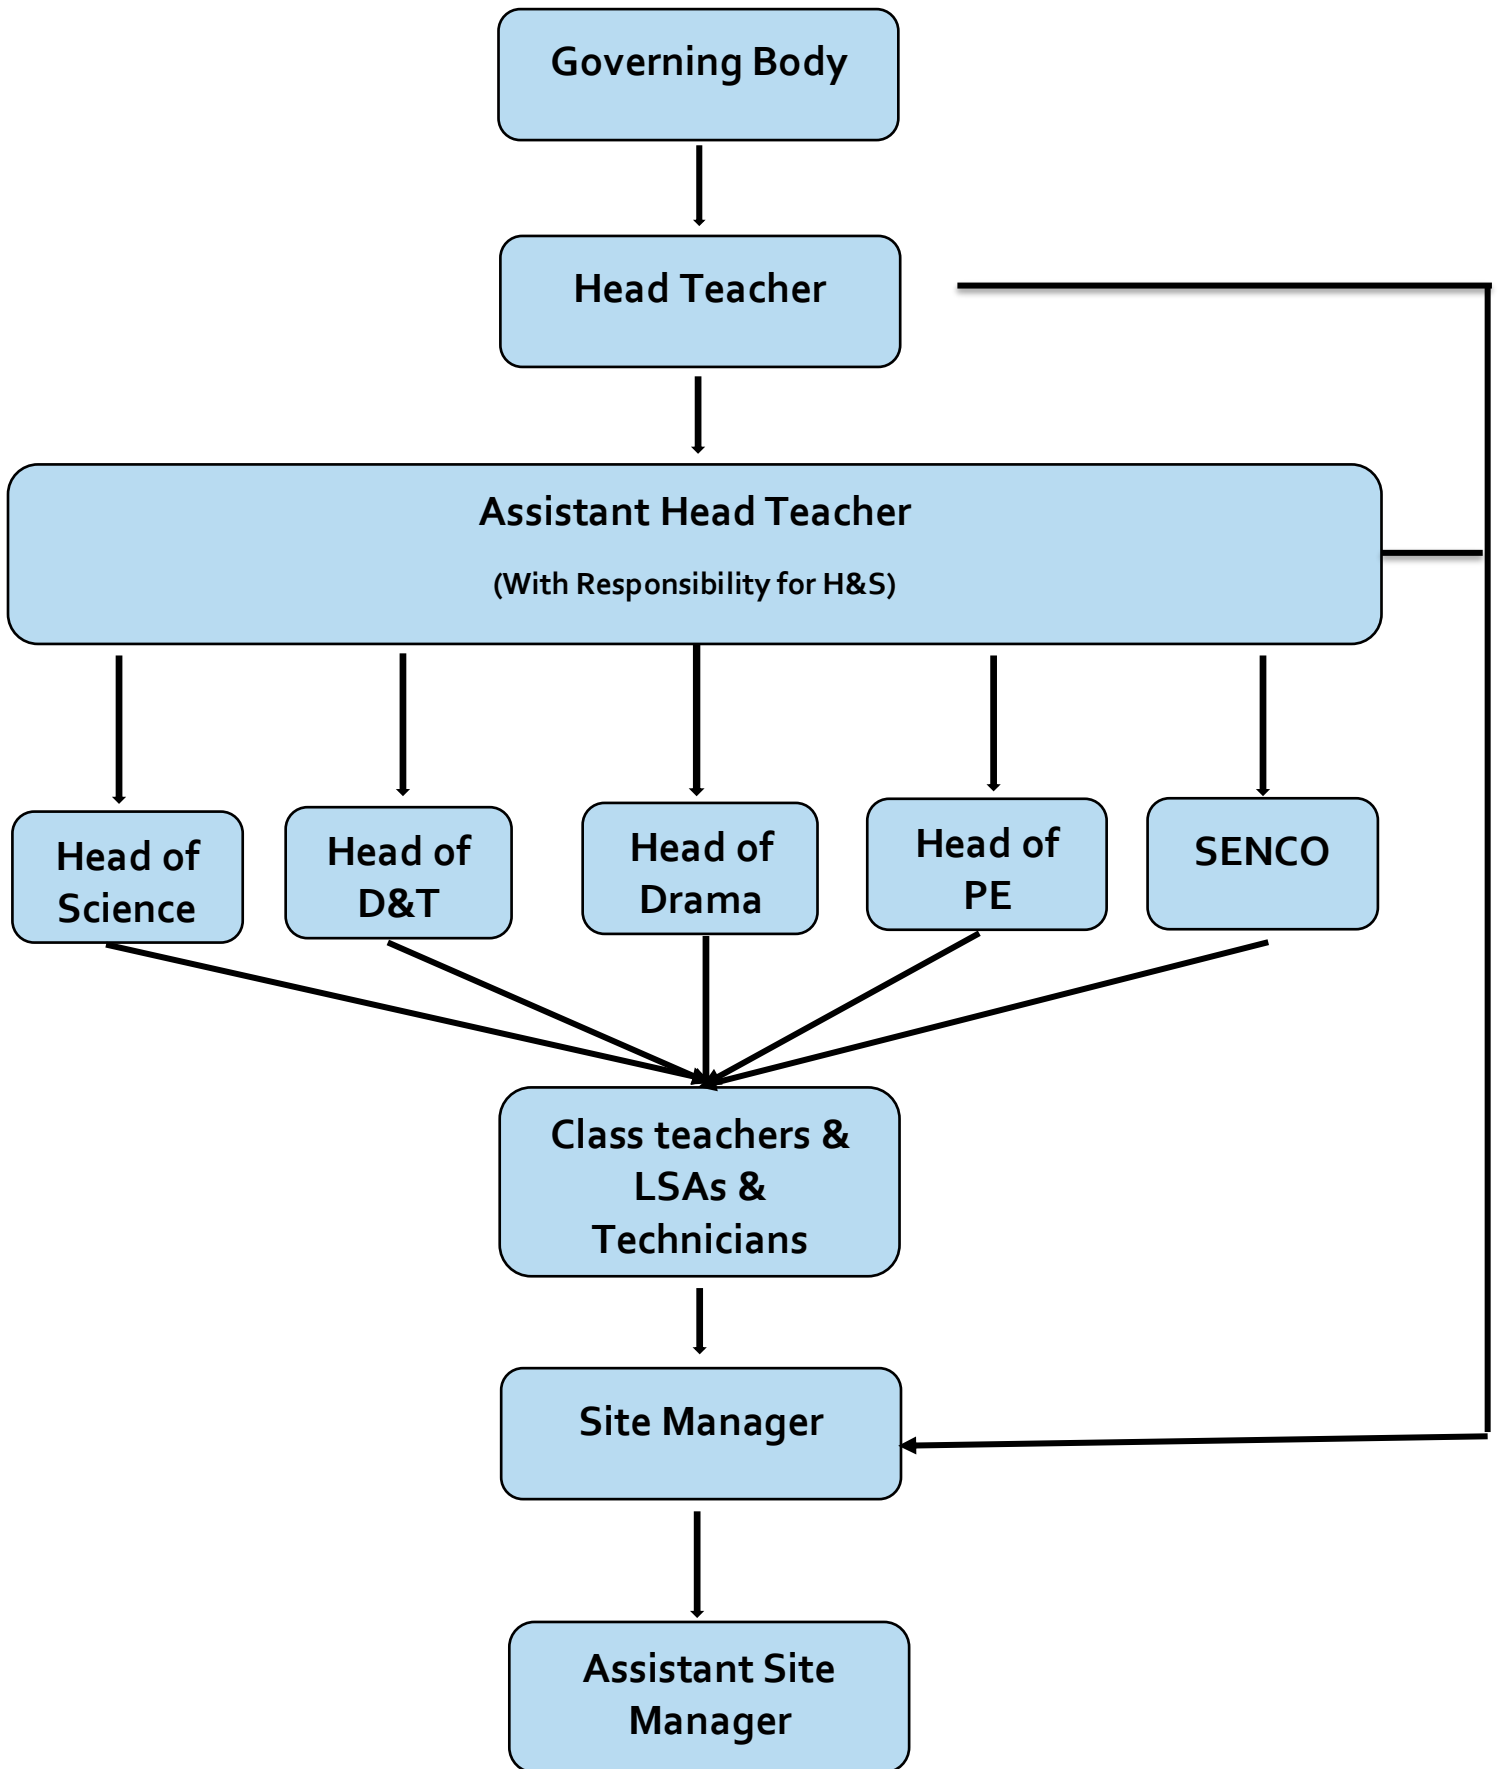 Governing Body
Head Teacher
Assistant Head Teacher
(With Responsibility for H&S)
Head of
Science
Head of
D&T
Head of
Drama
Head of
PE
SENCO
Class teachers &
LSAs &
Technicians
Site Manager
Assistant Site
Manager